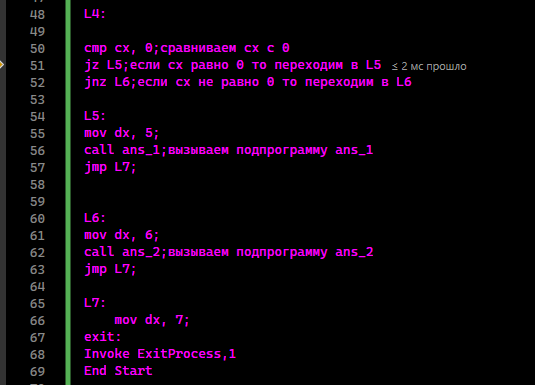 48 L4:
49
50 cmp cx, 0;сравниваем cx с 0
51 jz L5;если cx равно 0 то переходим в L5 ≤ 2 мс прошло
52 jnz L6;если cx не равно 0 то переходим в L6
53
54 L5:
55 mov dx, 5;
56 call ans_1;вызываем подпрограмму ans_1
57 jmp L7;
58
59
60 L6:
61 mov dx, 6;
62 call ans_2;вызываем подпрограмму ans_2
63 jmp L7;
64
65 L7:
66 mov dx, 7;
67 exit:
68 Invoke ExitProcess,1
69 End Start